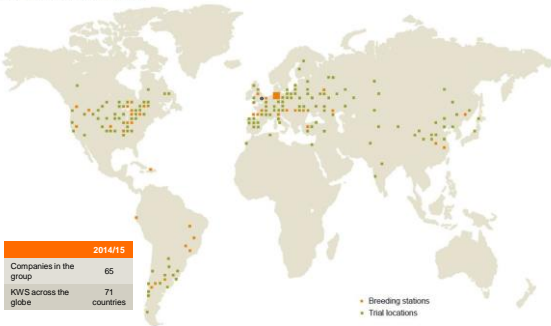 2014/15
Companies in the
group
65
KWS across the
globe
71
countries
Breeding stations
Trial locations